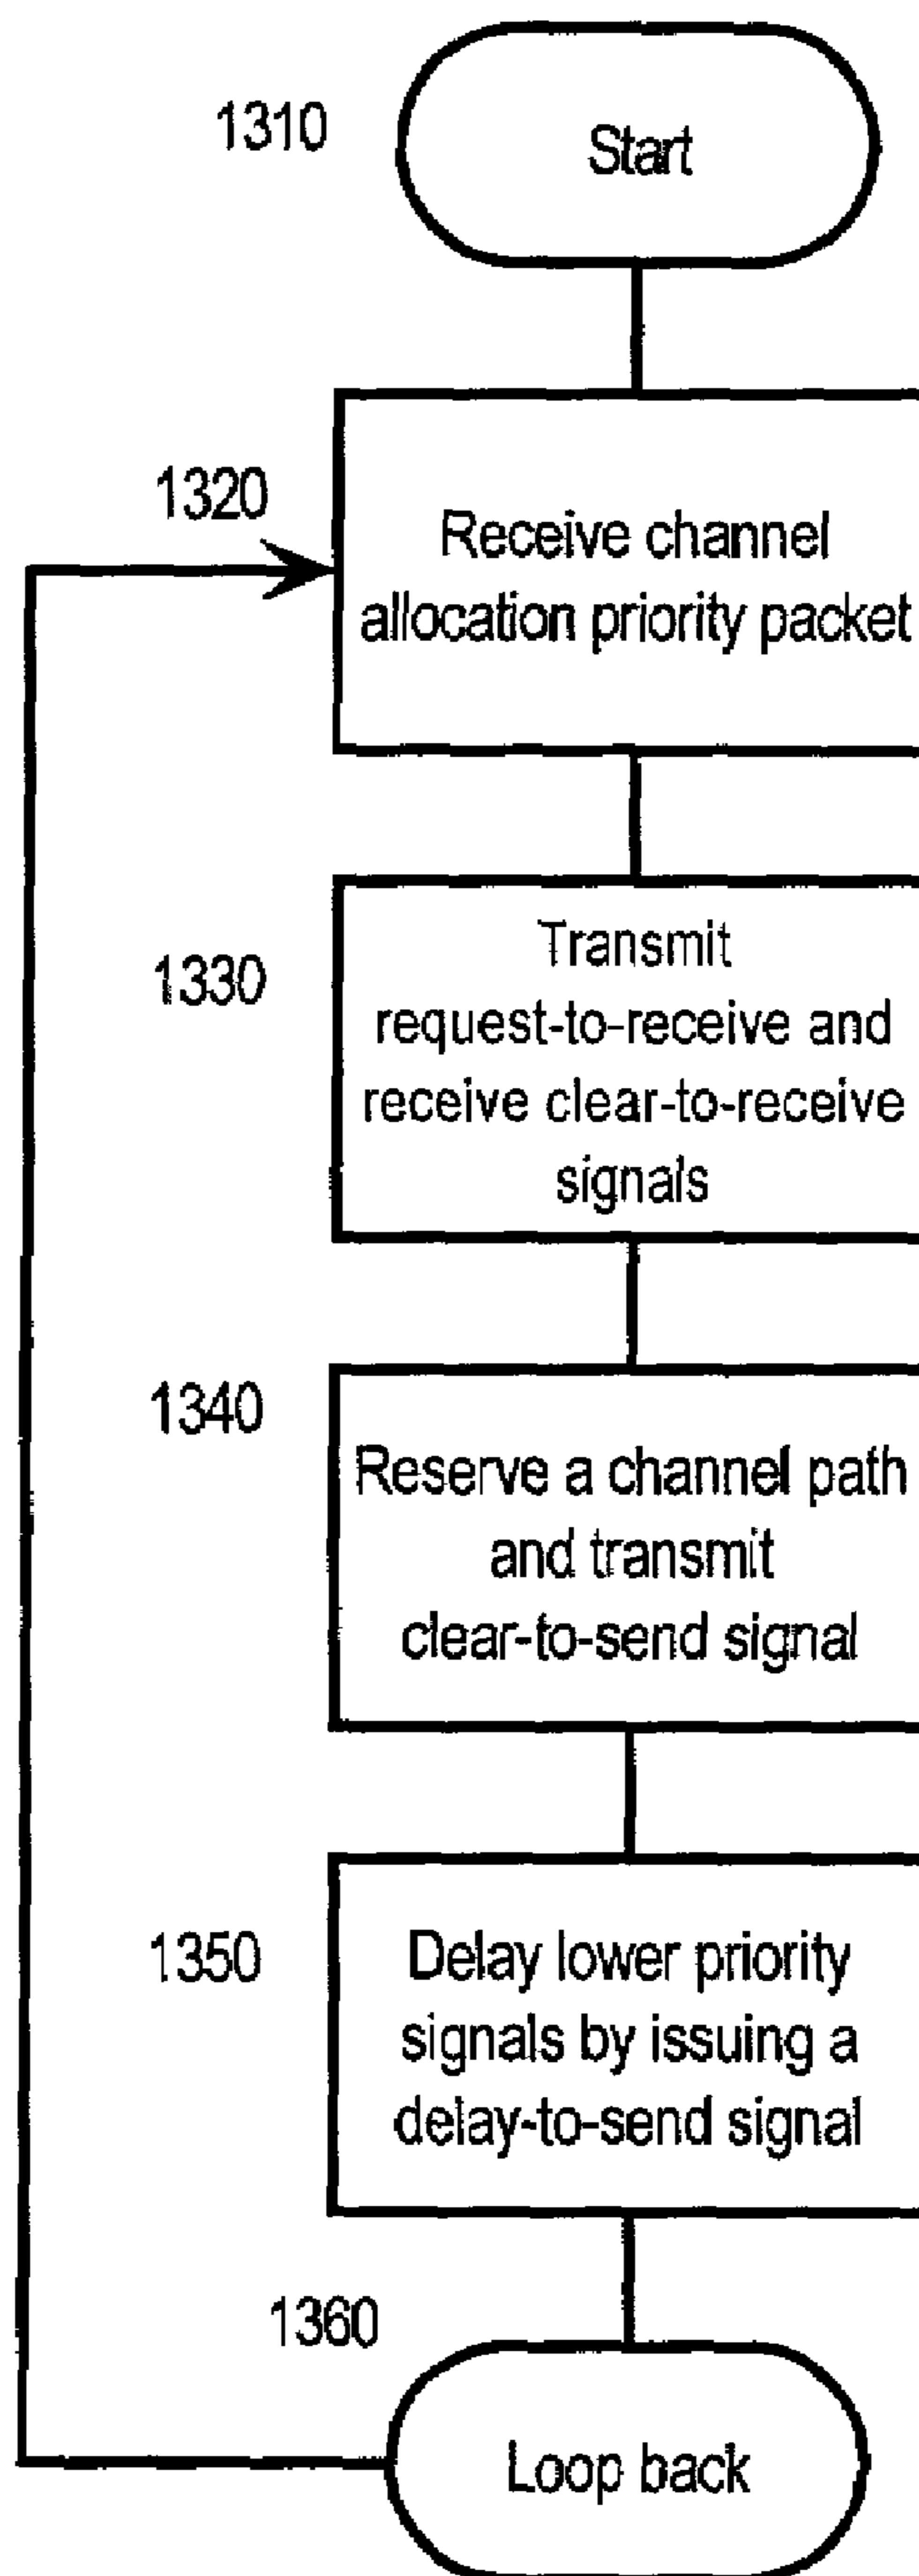 1310
Start
1320
Receive channel
allocation priority packet
1330
Transmit
request-to-receive and
receive clear-to-receive
signals
1340
Reserve a channel path
and transmit
clear-to-send signal
1350
Delay lower priority
signals by issuing a
delay-to-send signal
1360
Loop back